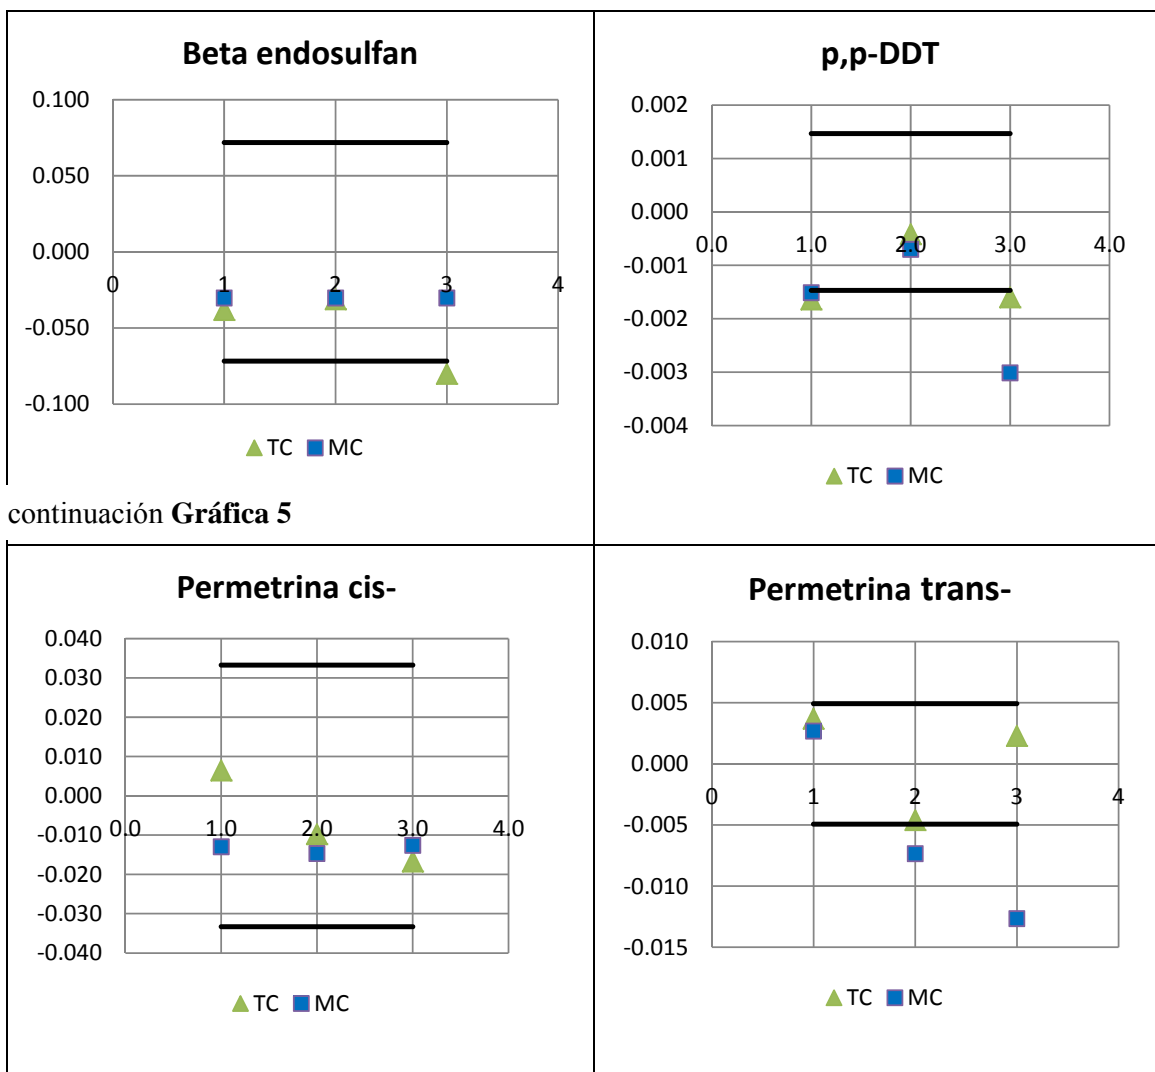 Beta endosulfan
0.100
0.050
0.000
-0.050
-0.100
0 1 2 3 4
TC MC
p,p-DDT
0.002
0.001
0.000
-0.001
-0.002
-0.003
-0.004
0.0 1.0 2.0 3.0 4.0
TC MC
continuación Gráfica 5
Permetrina cis-
0.040
0.030
0.020
0.010
0.000
-0.010
-0.020
-0.030
-0.040
0.0 1.0 2.0 3.0 4.0
TC MC
Permetrina trans-
0.010
0.005
0.000
-0.005
-0.010
-0.015
0 1 2 3 4
TC MC